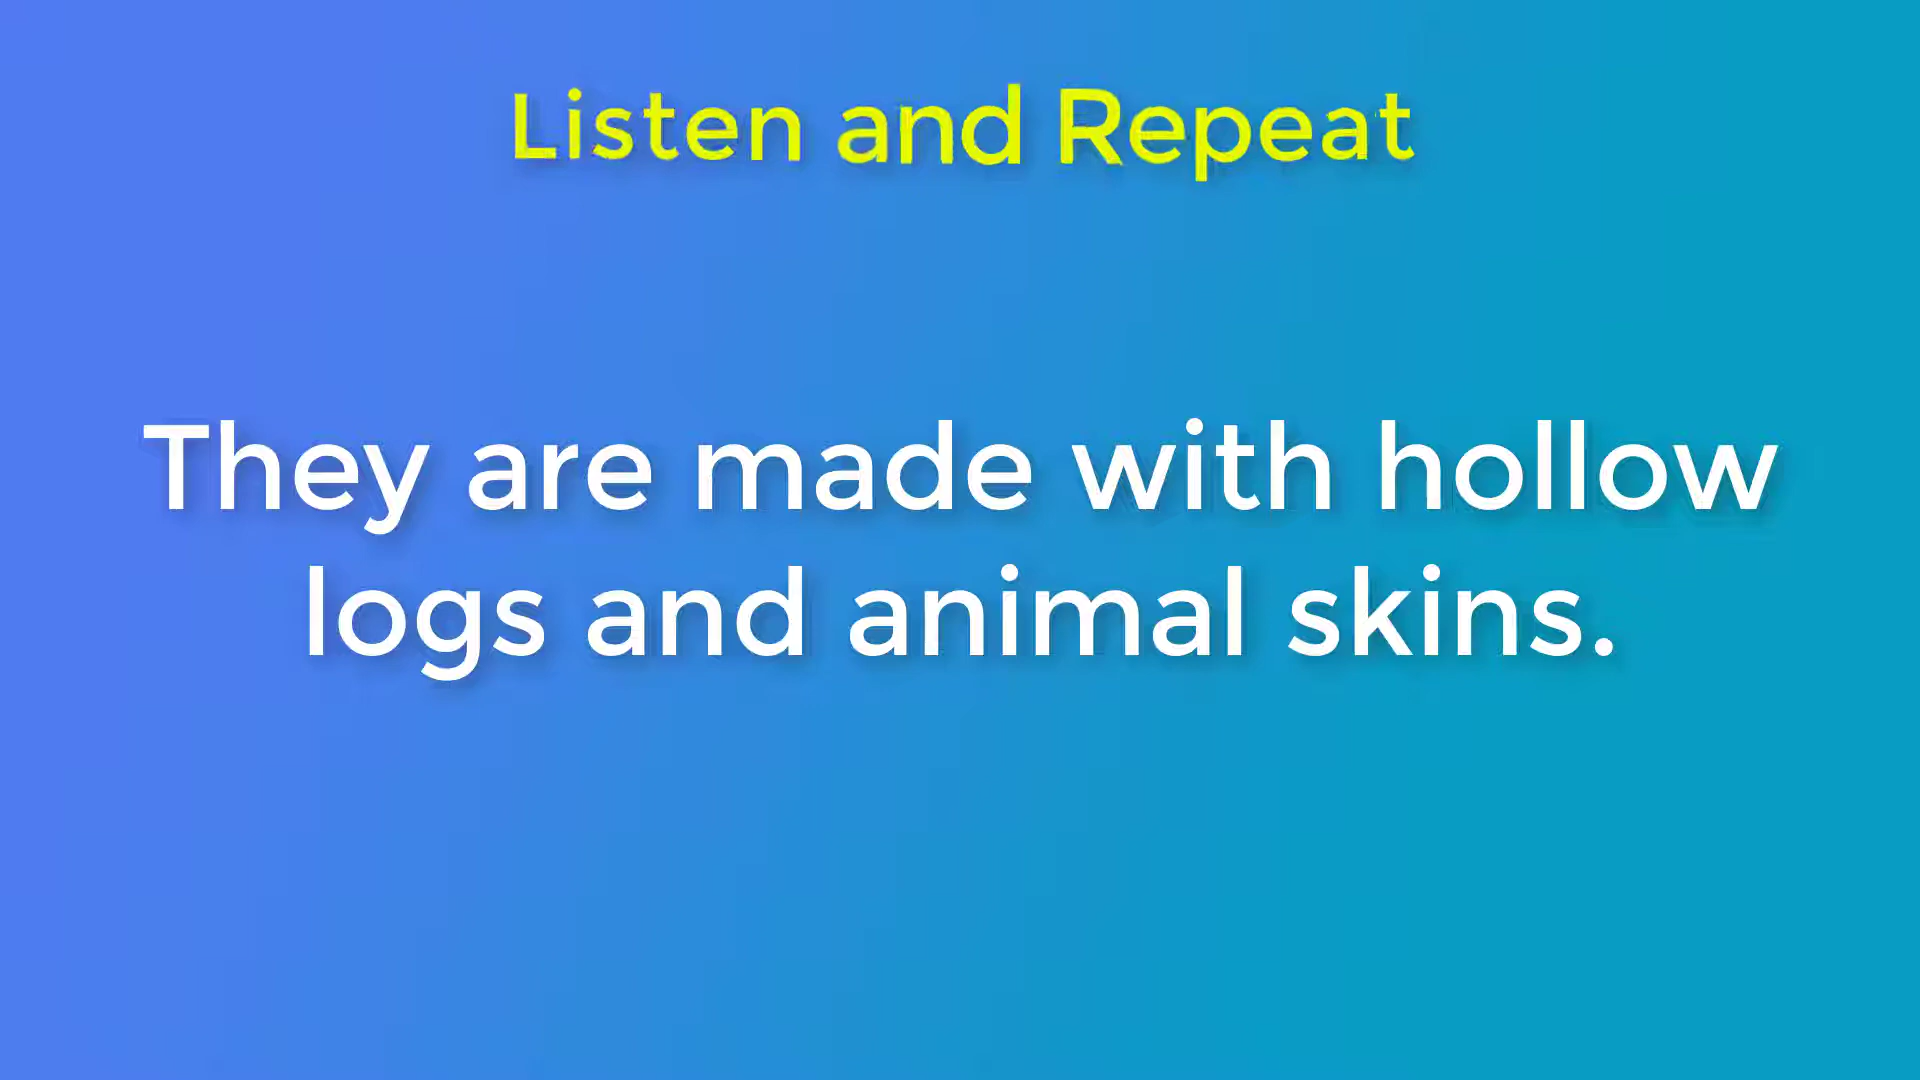 Listen and Repeat
They are made with hollow
logs and animal skins.